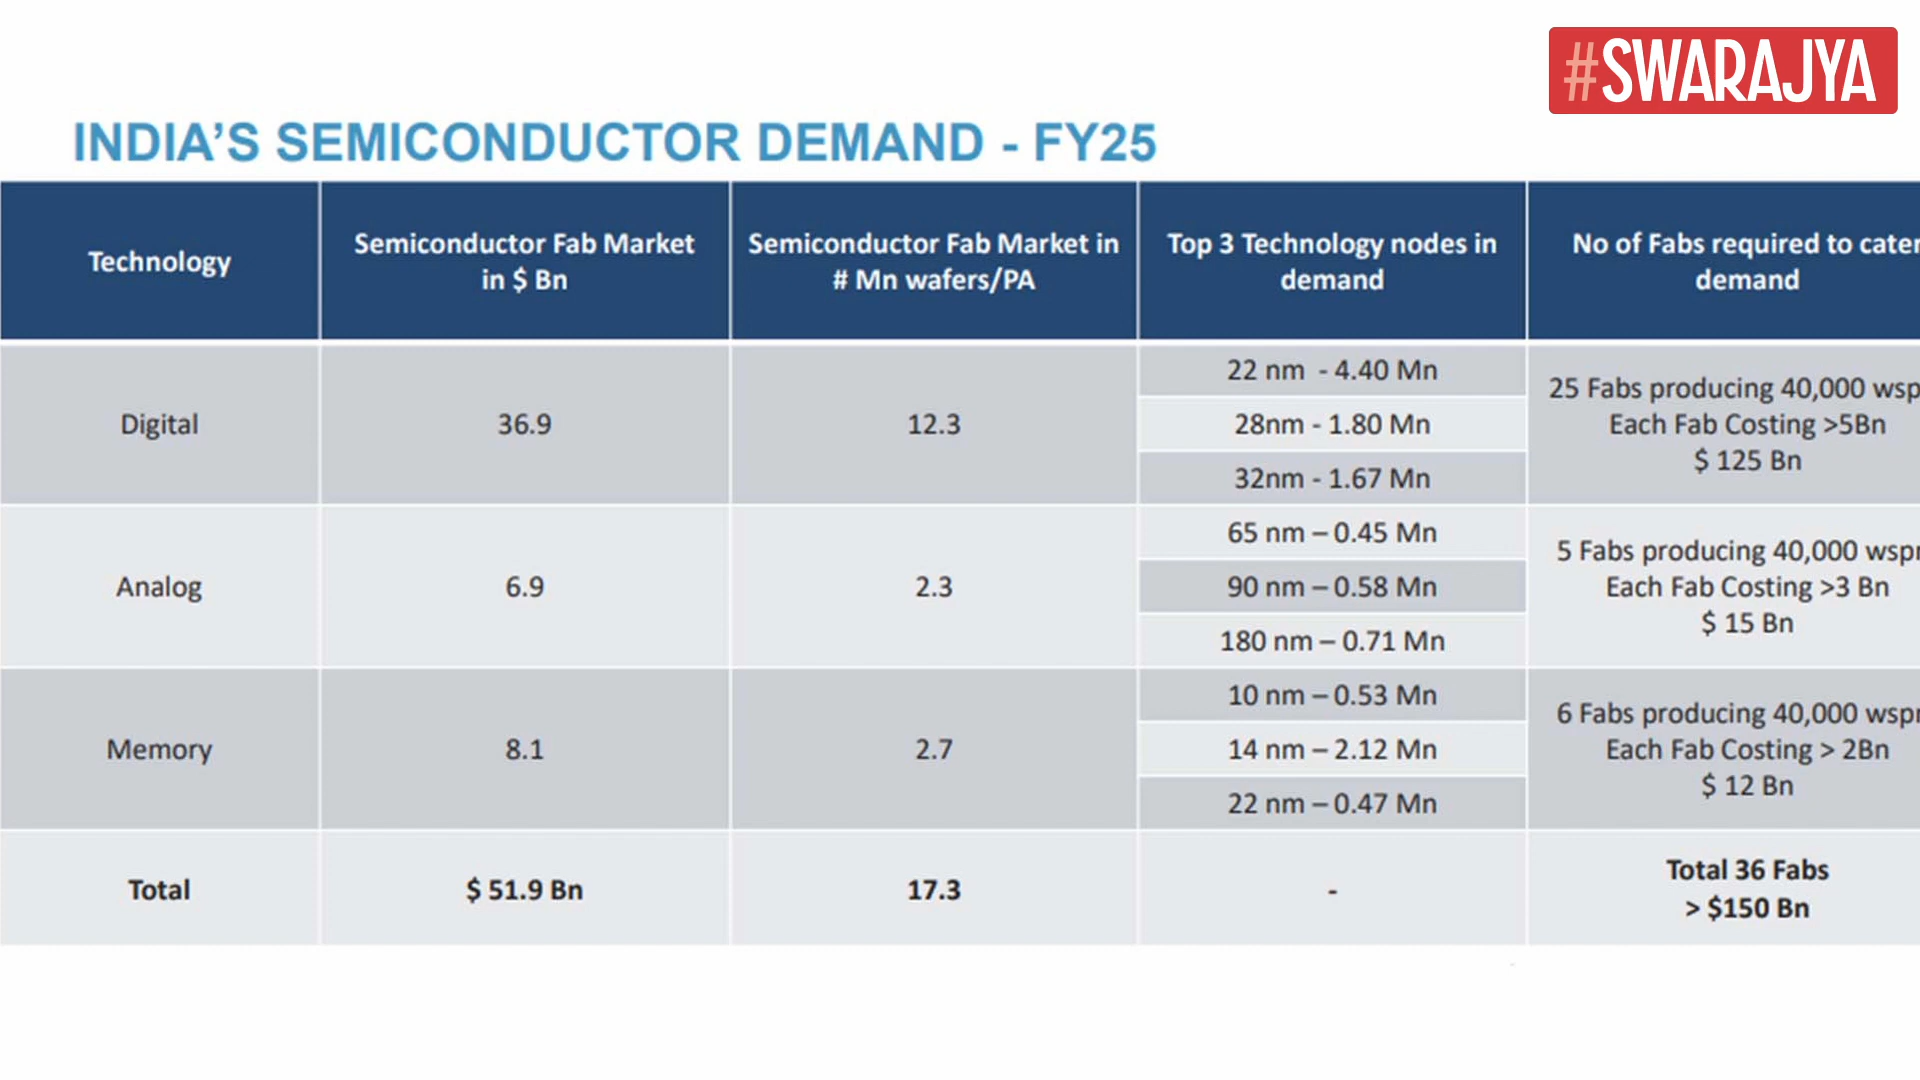 #SWARAJYA
INDIA'S SEMICONDUCTOR DEMAND - FY25
Technology
Semiconductor Fab Market
in $ Bn
Semiconductor Fab Market in
# Mn wafers/PA
Top 3 Technology nodes in
demand
No of Fabs required to cater
demand
Digital
36.9
12.3
22 nm - 4.40 Mn
28nm - 1.80 Mn
32nm - 1.67 Mn
25 Fabs producing 40,000
Each Fab Costing >5Bn
$ 125 Bn
Analog
6.9
2.3
65 nm – 0.45 Mn
90 nm – 0.58 Mn
180 nm – 0.71 Mn
5 Fabs producing 40,000
Each Fab Costing >3 Bn
$ 15 Bn
Memory
8.1
2.7
10 nm – 0.53 Mn
14 nm – 2.12 Mn
22 nm – 0.47 Mn
6 Fabs producing 40,000
Each Fab Costing > 2Bn
$ 12 Bn
Total
$ 51.9 Bn
17.3
-
Total 36 Fabs
> $150 Bn